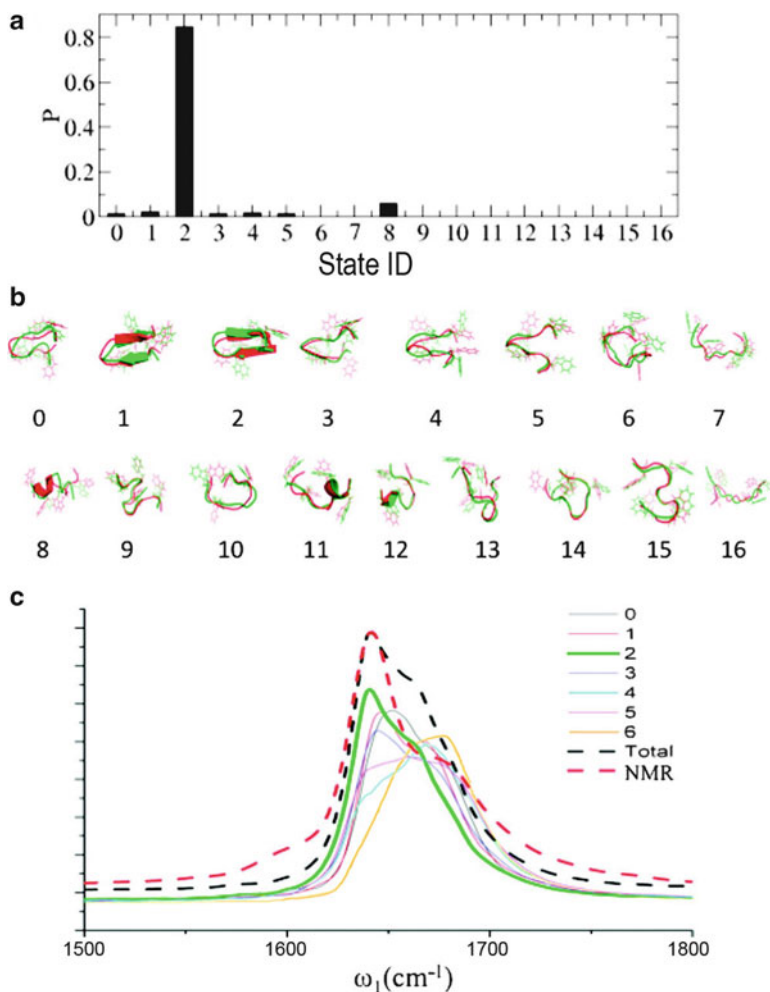 a
0.8
0.6
0.4
0.2
0
P
0 1 2 3 4 5 6 7 8 9 10 11 12 13 14 15 16
State ID
b
0 1 2 3 4 5 6 7
8 9 10 11 12 13 14 15 16
c
0
1
2
3
4
5
6
Total
NMR
1500 1600 1700 1800
ω₁(cm⁻¹)